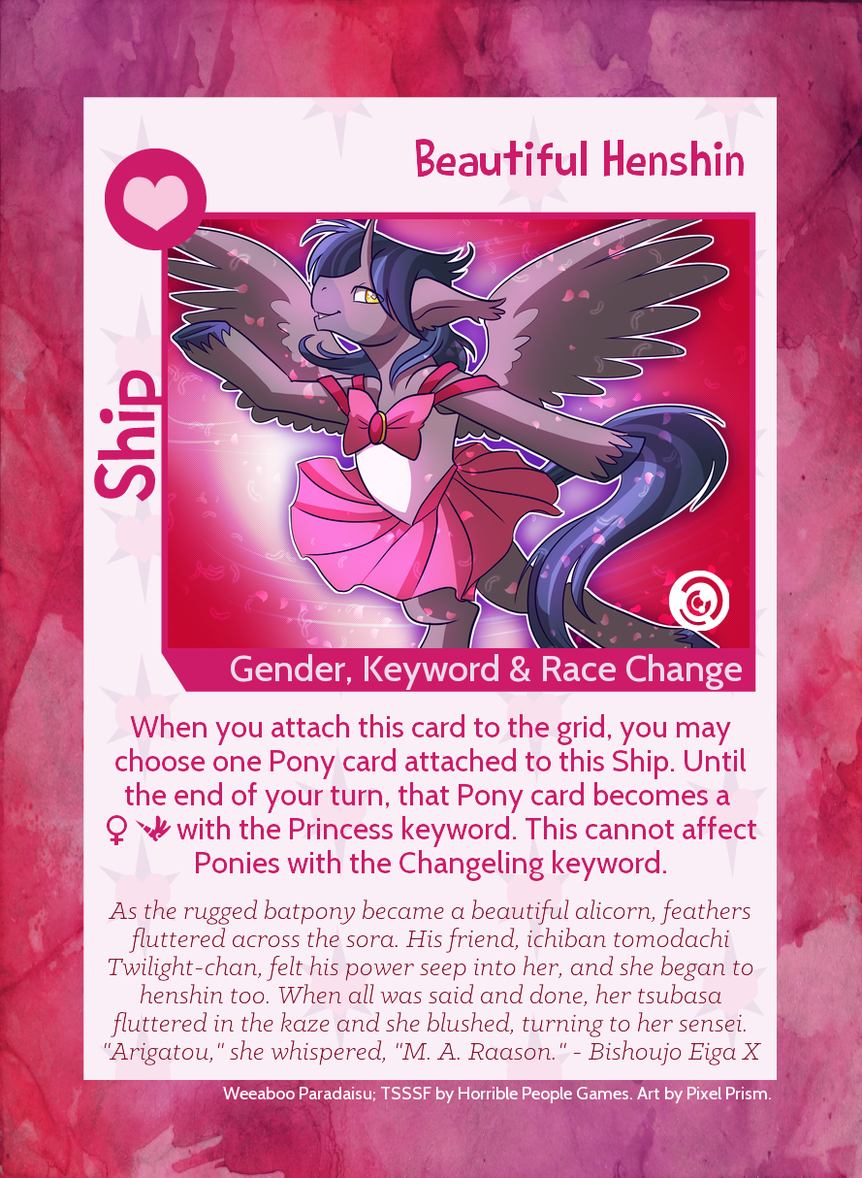 Beautiful Henshin
Ship
Gender, Keyword & Race Change
When you attach this card to the grid, you may
choose one Pony card attached to this Ship. Until
the end of your turn, that Pony card becomes a
♀ with the Princess keyword. This cannot affect
Ponies with the Changeling keyword.
As the rugged batpony became a beautiful alicorn, feathers
fluttered across the sora. His friend, ichiban tomodachi
Twilight-chan, felt his power seep into her, and she began to
henshin too. When all was said and done, her tsubasa
fluttered in the kaze and she blushed, turning to her sensei.
"Arigatou," she whispered, "M. A. Raason." - Bishoujo Eiga X
Weeaboo Paradaisu; TSSSF by Horrible People Games. Art by Pixel Prism.